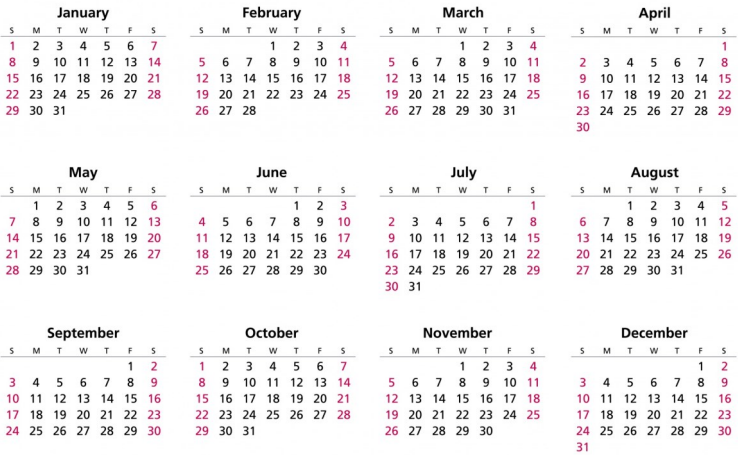 January
S M T W T F S
1 2 3 4 5 6 7
8 9 10 11 12 13 14
15 16 17 18 19 20 21
22 23 24 25 26 27 28
29 30 31
February
S M T W T F S
1 2 3 4
5 6 7 8 9 10 11
12 13 14 15 16 17 18
19 20 21 22 23 24 25
26 27 28
March
S M T W T F S
1 2 3 4
5 6 7 8 9 10 11
12 13 14 15 16 17 18
19 20 21 22 23 24 25
26 27 28 29 30 31
April
S M T W T F S
1
2 3 4 5 6 7 8
9 10 11 12 13 14 15
16 17 18 19 20 21 22
23 24 25 26 27 28 29
30
May
S M T W T F S
1 2 3 4 5 6
7 8 9 10 11 12 13
14 15 16 17 18 19 20
21 22 23 24 25 26 27
28 29 30 31
June
S M T W T F S
1 2 3
4 5 6 7 8 9 10
11 12 13 14 15 16 17
18 19 20 21 22 23 24
25 26 27 28 29 30
July
S M T W T F S
1
2 3 4 5 6 7 8
9 10 11 12 13 14 15
16 17 18 19 20 21 22
23 24 25 26 27 28 29
30 31
August
S M T W T F S
1 2 3 4 5
6 7 8 9 10 11 12
13 14 15 16 17 18 19
20 21 22 23 24 25 26
27 28 29 30 31
September
S M T W T F S
1 2
3 4 5 6 7 8 9
10 11 12 13 14 15 16
17 18 19 20 21 22 23
24 25 26 27 28 29 30
October
S M T W T F S
1 2 3 4 5 6 7
8 9 10 11 12 13 14
15 16 17 18 19 20 21
22 23 24 25 26 27 28
29 30 31
November
S M T W T F S
1 2 3 4
5 6 7 8 9 10 11
12 13 14 15 16 17 18
19 20 21 22 23 24 25
26 27 28 29 30
December
S M T W T F S
1 2
3 4 5 6 7 8 9
10 11 12 13 14 15 16
17 18 19 20 21 22 23
24 25 26 27 28 29 30
31